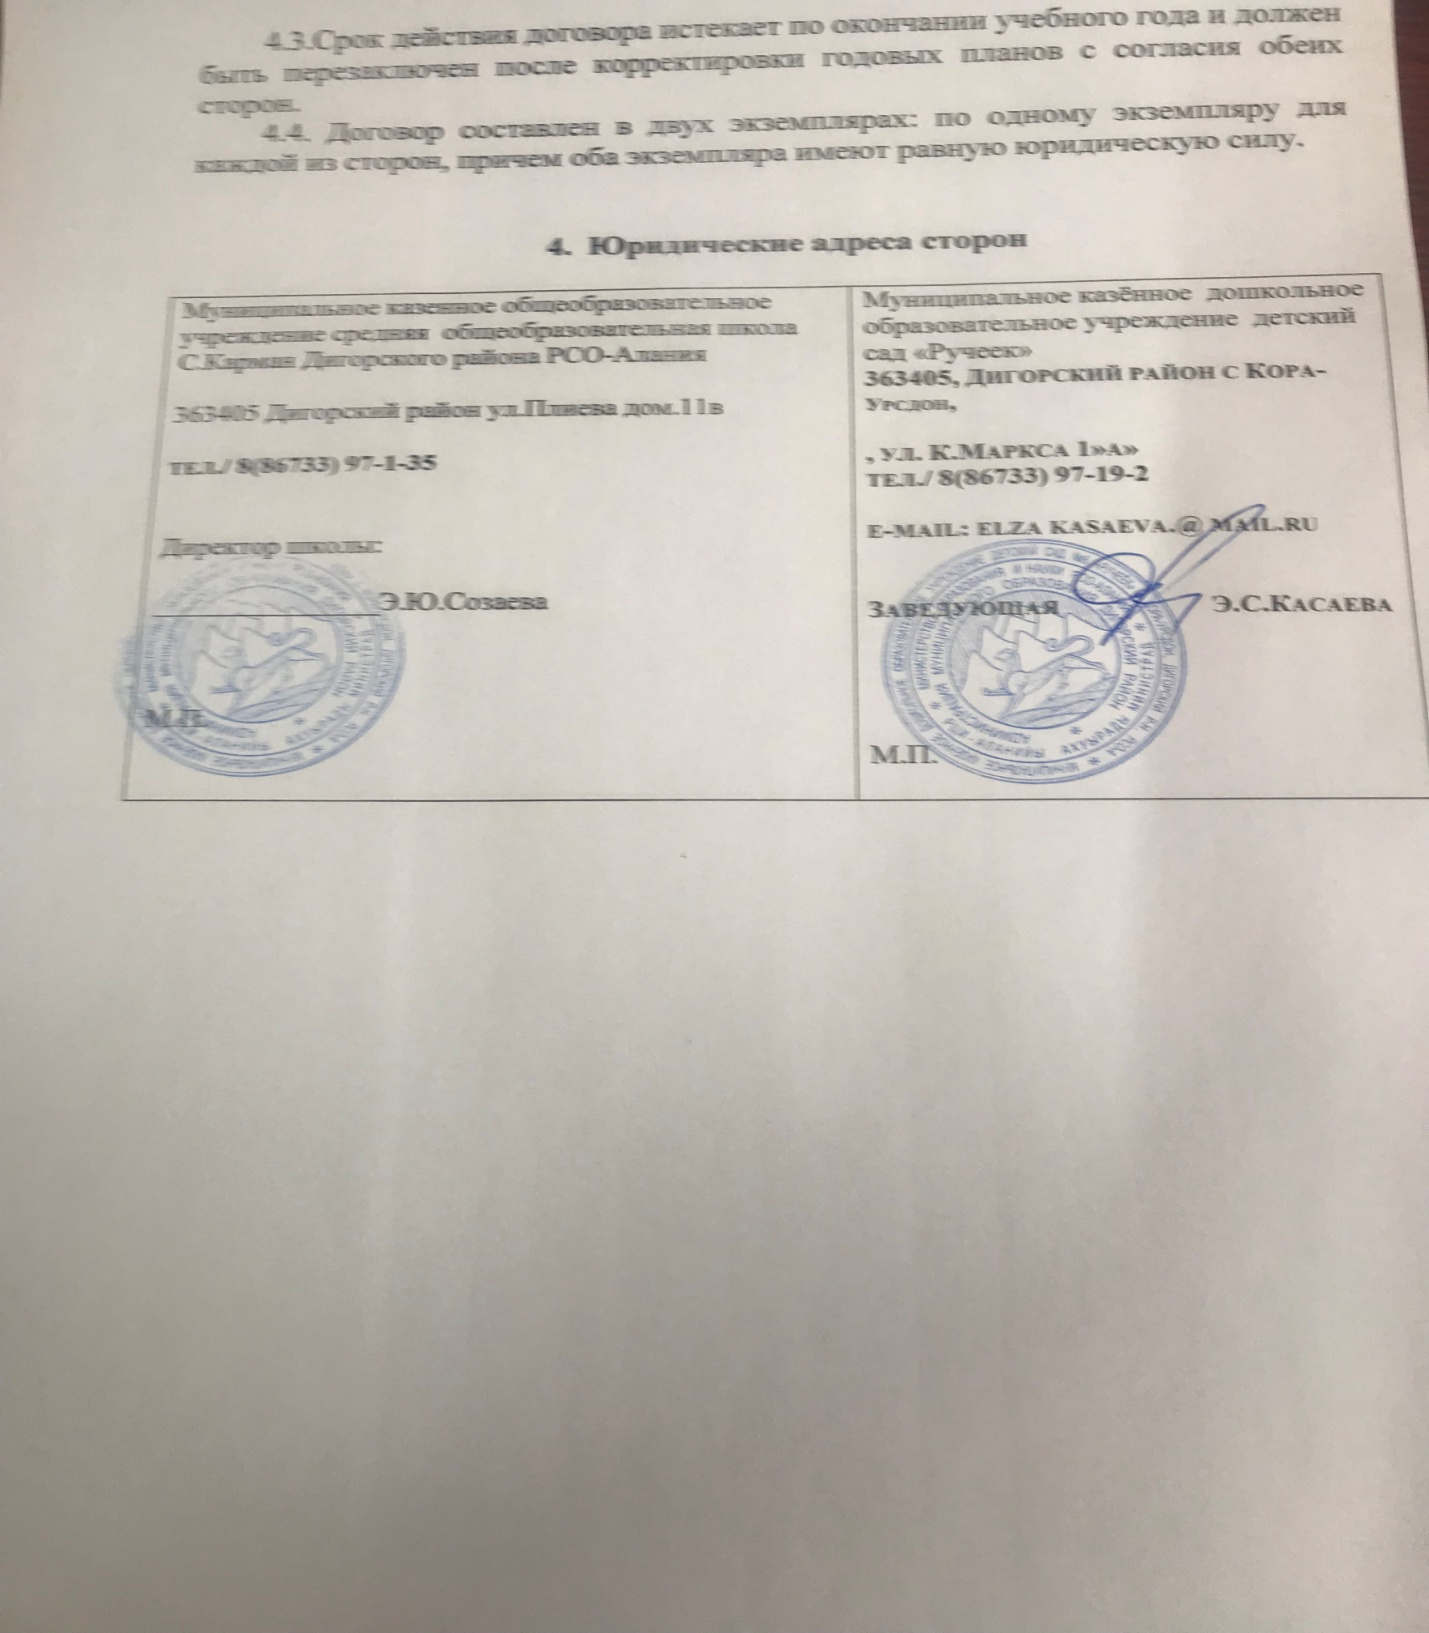 4.3.Срок действия договора истекает по окончании учебного года и должен
быть перезаключен после корректировки годовых планов с согласия обеих
сторон.
4.4. Договор составлен в двух экземплярах: по одному экземпляру для
каждой из сторон, причем оба экземпляра имеют равную юридическую силу.
4. Юридические адреса сторон
Муниципальное казенное общеобразовательное
учреждение средняя общеобразовательная школа
С.Карман Дигорского района РСО-Алания
363405 Дигорский район ул.Плиева дом.11в
ТЕЛ./ 8(86733) 97-1-35
Директор школы:
Э.Ю.Созаева
М.П.
Муниципальное казённое дошкольное
образовательное учреждение детский
сад «Ручеек»
363405, ДИГОРСКИЙ РАЙОН С КОРА-
УРСДОН,
, УЛ. К.МАРКСА 1»А»
ТЕЛ./ 8(86733) 97-19-2
E-MAIL: ELZA KASAEVA.@ MAIL.RU
ЗАВЕДУЮЩАЯ Э.С.КАСАЕВА
М.П.